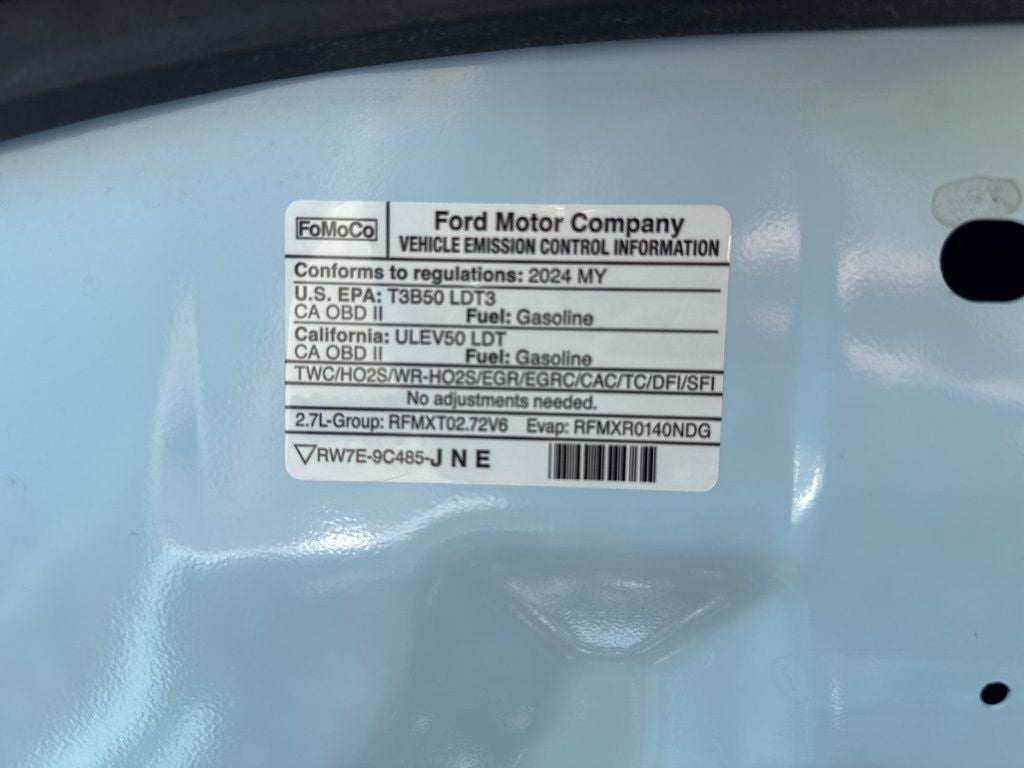 FoMoCo
Ford Motor Company
VEHICLE EMISSION CONTROL INFORMATION
Conforms to regulations: 2024 MY
U.S. EPA: T3B50 LDT3
CA OBD II Fuel: Gasoline
California: ULEV50 LDT
CA OBD II Fuel: Gasoline
TWC/HO2S/WR-HO2S/EGR/EGRC/CAC/TC/DFI/SFI
No adjustments needed.
2.7L-Group: RFMXT02.72V6 Evap: RFMXR0140NDG
RW7E-9C485-J N E